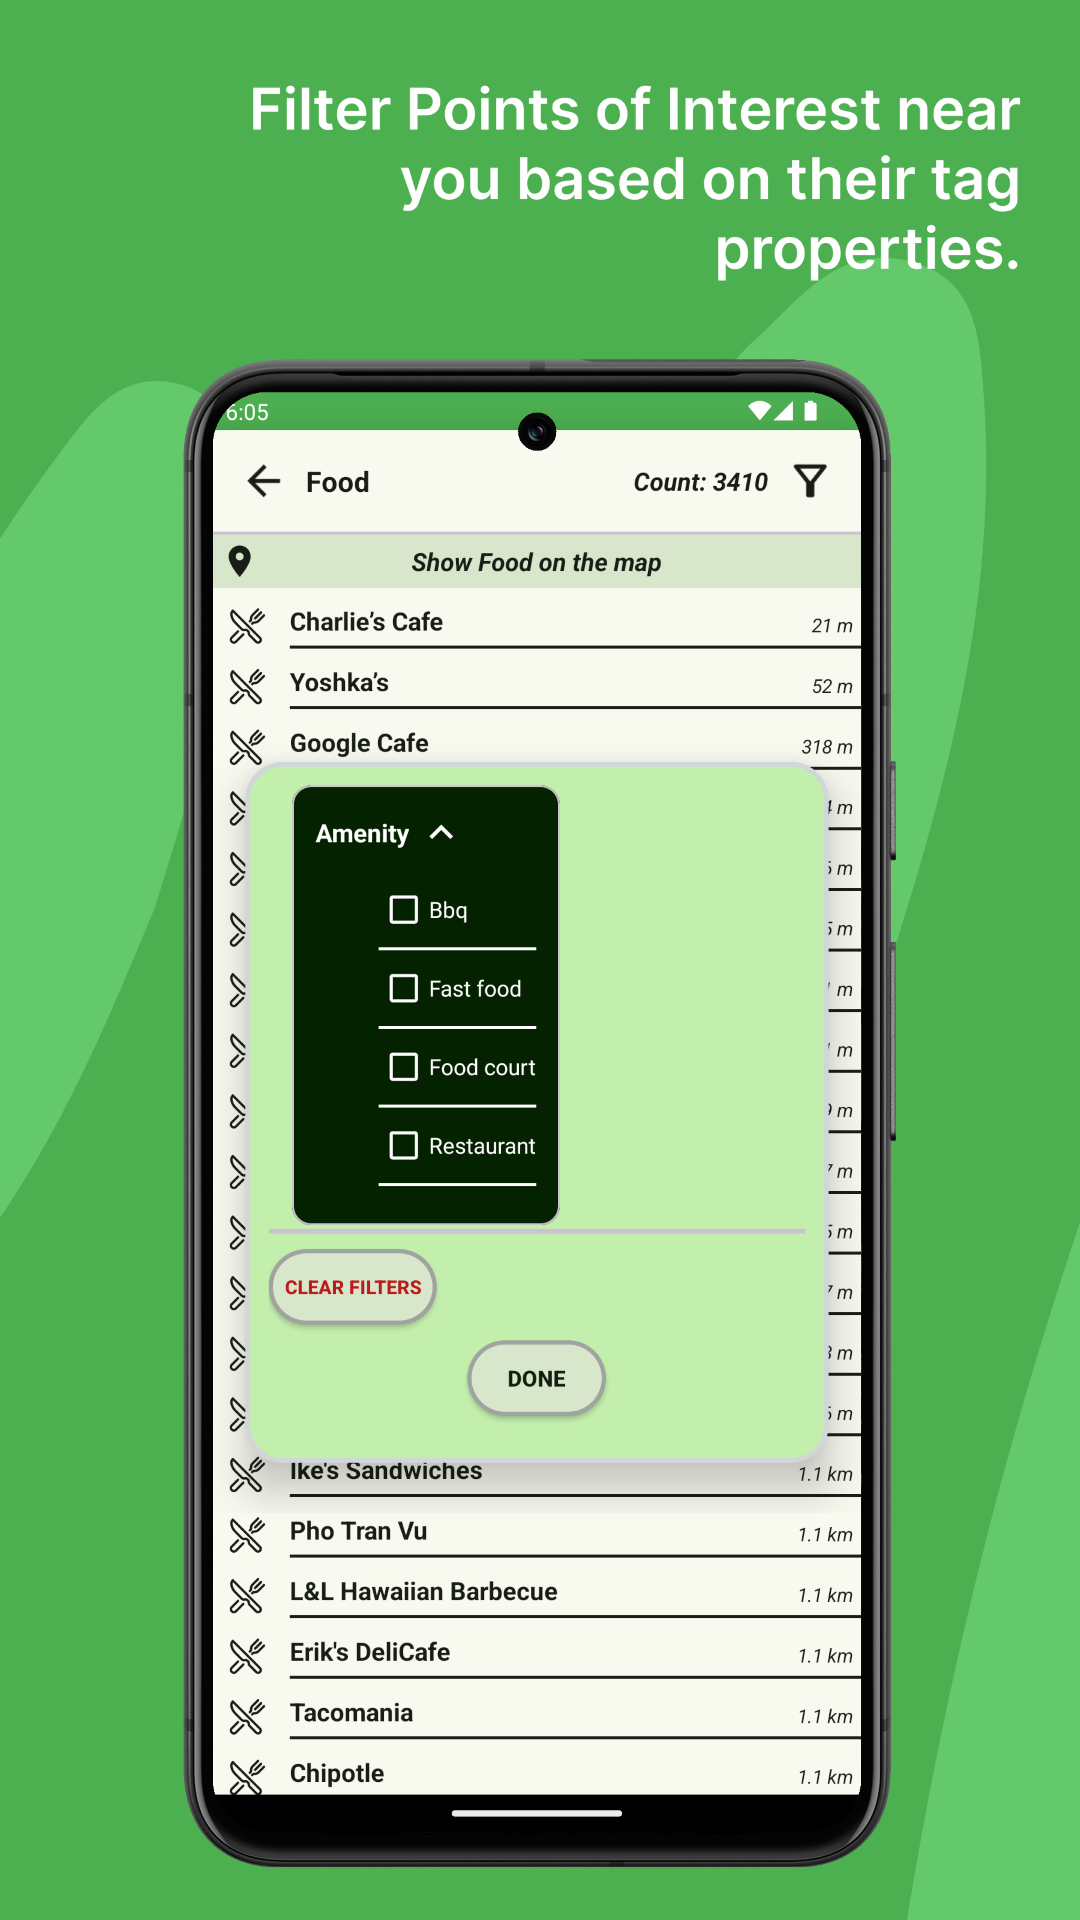 Filter Points of Interest near
you based on their tag
properties.
6:05
Food
Count: 3410
Show Food on the map
Charlie’s Cafe
21 m
Yoshka’s
52 m
Google Cafe
318 m
m
m
m
m
m
m
m
m
m
m
m
Amenity
Bbq
Fast food
Food court
Restaurant
CLEAR FILTERS
DONE
Ike's Sandwiches
1.1 km
Pho Tran Vu
1.1 km
L&L Hawaiian Barbecue
1.1 km
Erik's DeliCafe
1.1 km
Tacomania
1.1 km
Chipotle
1.1 km